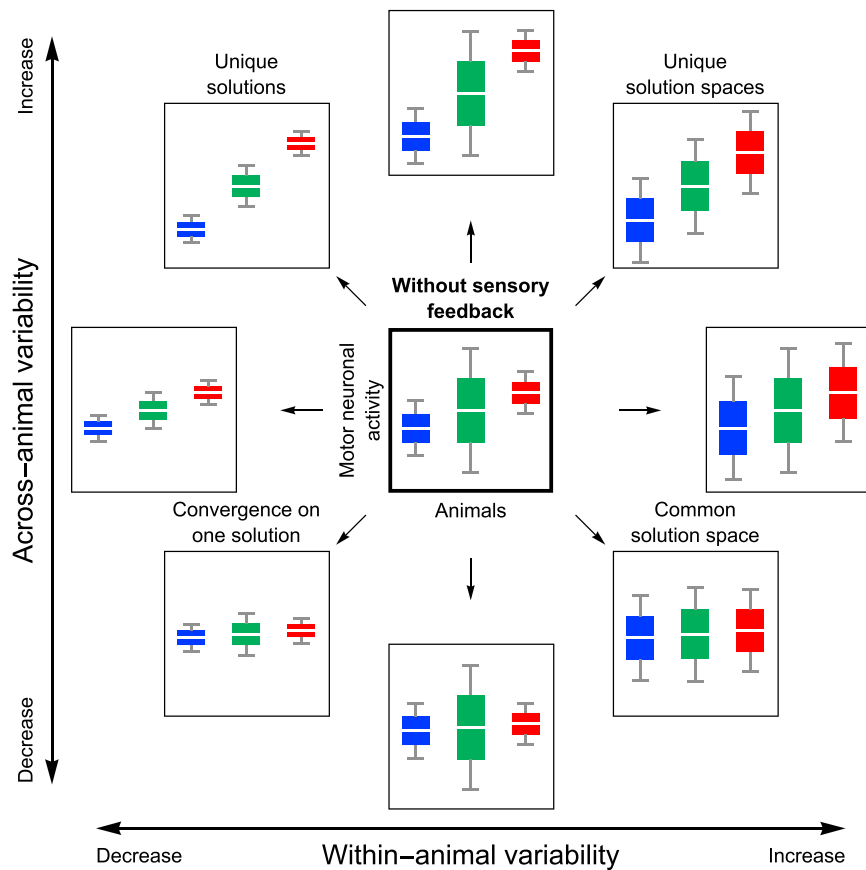 Increase
Unique
solutions
Unique
solution spaces
Across–animal variability
Without sensory
feedback
Motor neuronal
activity
Animals
Convergence on
one solution
Common
solution space
Decrease
Decrease
Within–animal variability
Increase